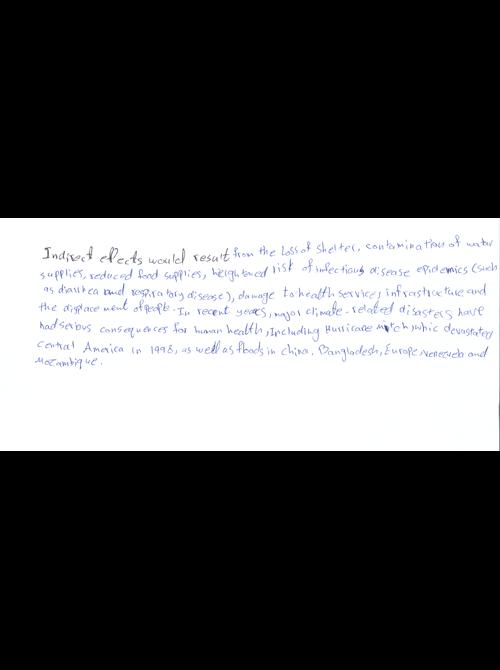 Indirect effects would result from the Loss of shelter, contamination of water
supplies, reduced food supplies, heightened risk of infectious disease epidemics (such
as diarrhea and respiratory disease), damage to health services infrastructure and
the displacement of people. In recent years, major climate-related disasters have
had serious consequences for human health, Including Hurricane mitch whic devastated
Central America in 1998, as well as floods in china. Bangladesh, Europe, Venezuela and
Mozambique.